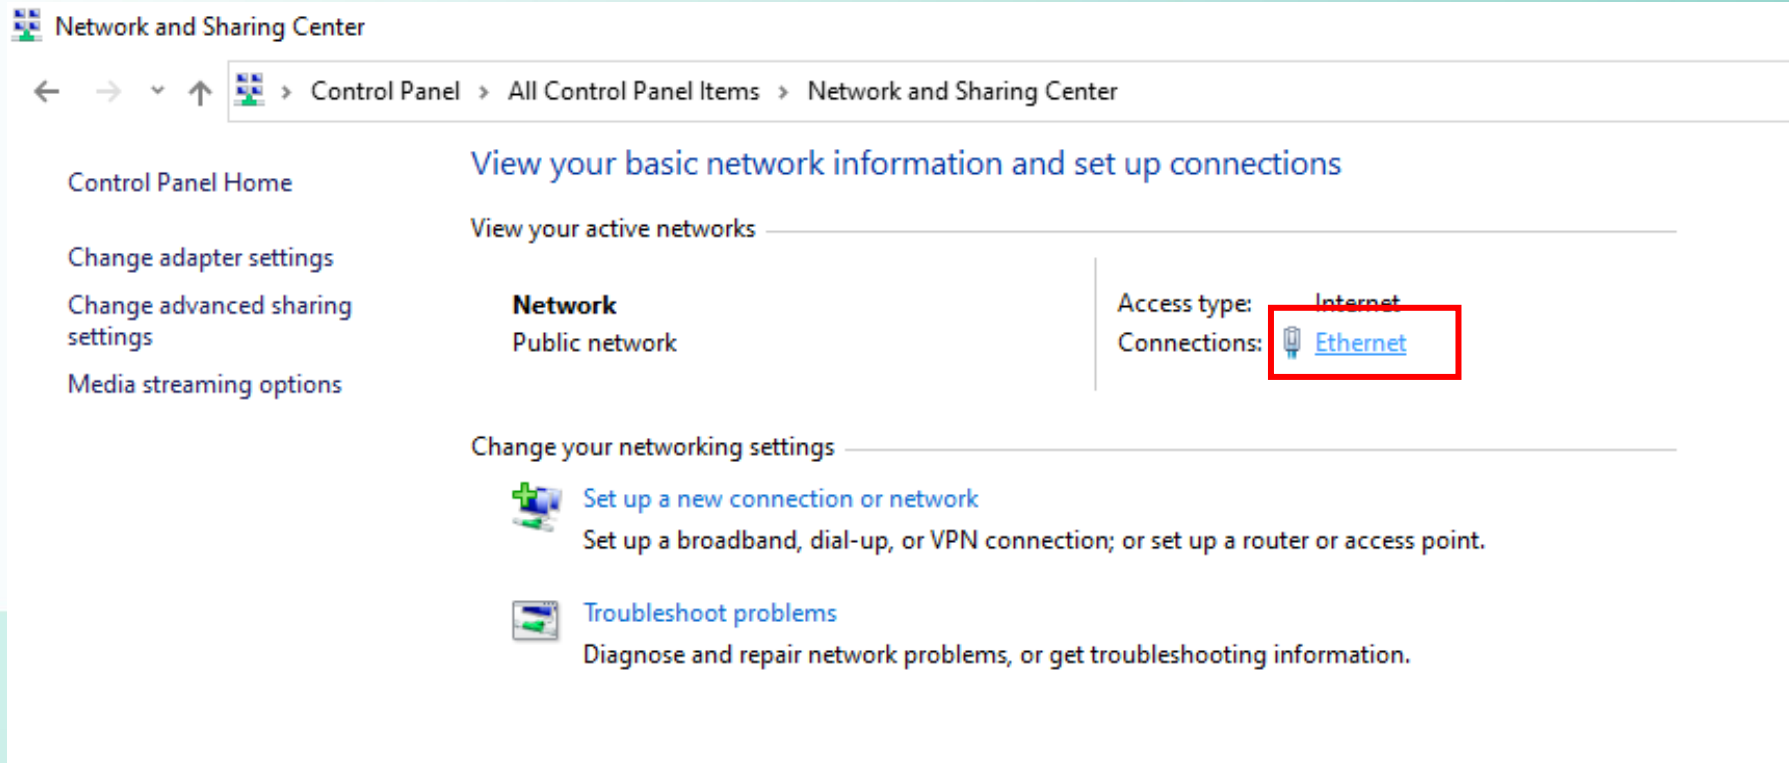 Network and Sharing Center
Control Panel > All Control Panel Items > Network and Sharing Center
Control Panel Home
Change adapter settings
Change advanced sharing
settings
Media streaming options
View your basic network information and set up connections
View your active networks
Network
Public network
Access type: Internet
Connections: Ethernet
Change your networking settings
Set up a new connection or network
Set up a broadband, dial-up, or VPN connection; or set up a router or access point.
Troubleshoot problems
Diagnose and repair network problems, or get troubleshooting information.